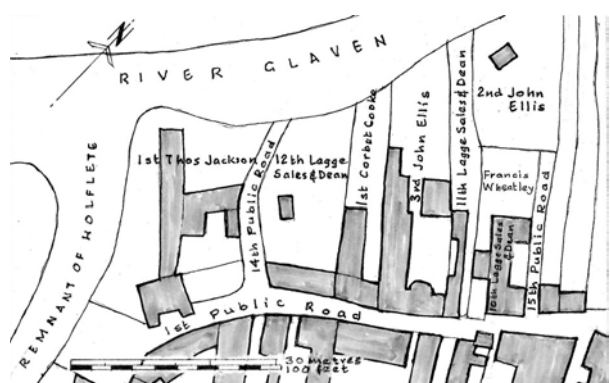 N
RIVER GLAVEN
REMNANT OF HOLFLETE
1st Thos Jackson
14th Public Road
12th Lagge
Sales & Dean
1st Corbet Cooke
3rd John Ellis
11th Lagge Sales & Dean
2nd John
Ellis
Francis
Wheatley
10th Lagge Sales
& Dean
15th Public Road
1st Public Road
30 metres
100 feet